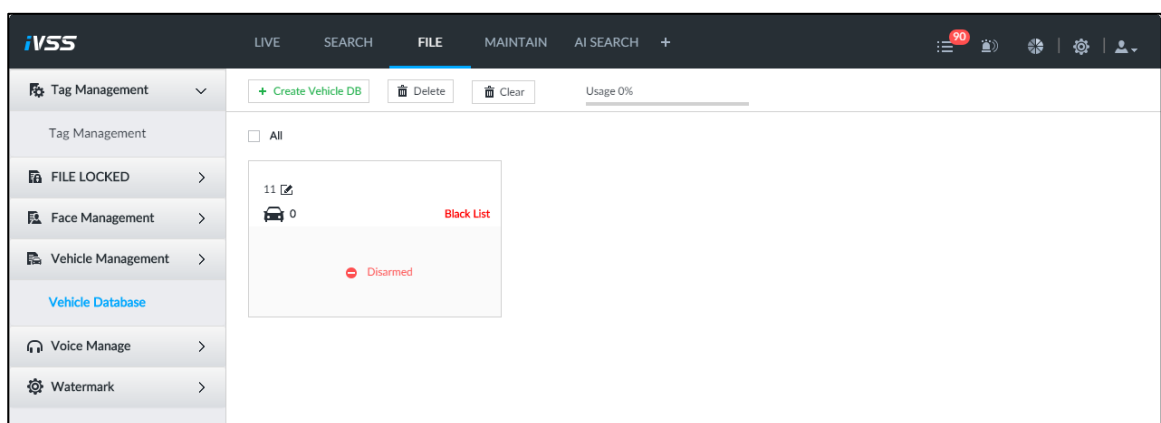 iVSS
LIVE SEARCH FILE MAINTAIN AI SEARCH +
90
Tag Management
Tag Management
FILE LOCKED
Face Management
Vehicle Management
Vehicle Database
Voice Manage
Watermark
+ Create Vehicle DB Delete Clear Usage 0%
All
11
0 Black List
Disarmed